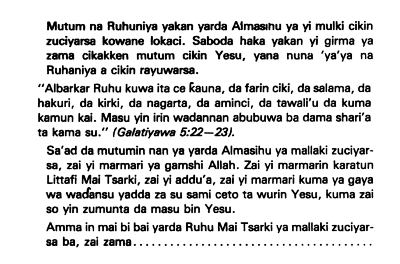 Mutum na Ruhuniya yakan yarda Almasihu ya yi mulki cikin
zuciyarsa kowane lokaci. Saboda haka yakan yi girma ya
zama cikakken mutum cikin Yesu, yana nuna 'ya'ya na
Ruhaniya a cikin rayuwarsa.
"Albarkar Ruhu kuwa ita ce ƙauna, da farin ciki, da salama, da
hakuri, da kirki, da nagarta, da aminci, da tawali'u da kuma
kamun kai. Masu yin irin waɗannan abubuwa ba dama shari'a
ta kama su." (Galatiyawa 5:22—23).
Sa'ad da mutumin nan ya yarda Almasihu ya mallaki zuciyar-
sa, zai yi marmari ya gamshi Allah. Zai yi marmarin karatun
Littafi Mai Tsarki, zai yi addu'a, zai yi marmari kuma ya gaya
wa waɗansu yadda za su sami ceto ta wurin Yesu, kuma zai
so yin zumunta da masu bin Yesu.
Amma in mai bi bai yarda Ruhu Mai Tsarki ya mallaki zuciyar-
sa ba, zai zama......................................